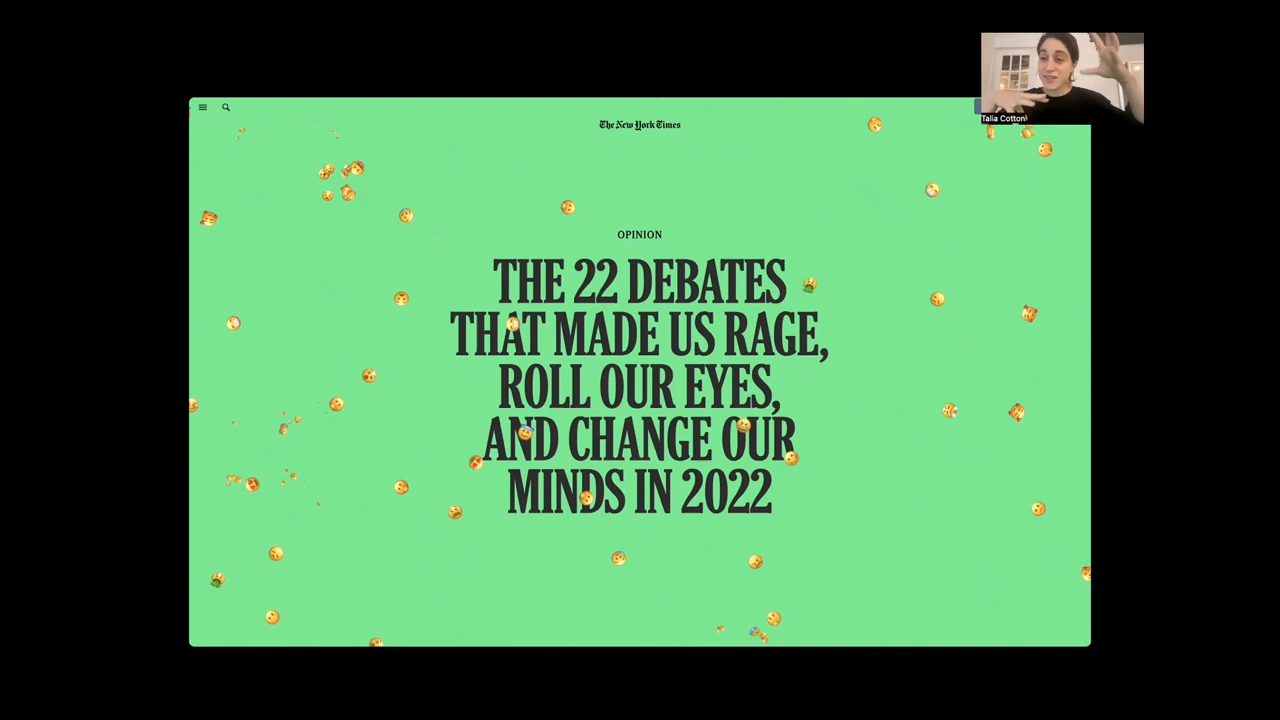 Talia Cotton
The New York Times
OPINION
THE 22 DEBATES
THAT MADE US RAGE,
ROLL OUR EYES,
AND CHANGE OUR
MINDS IN 2022